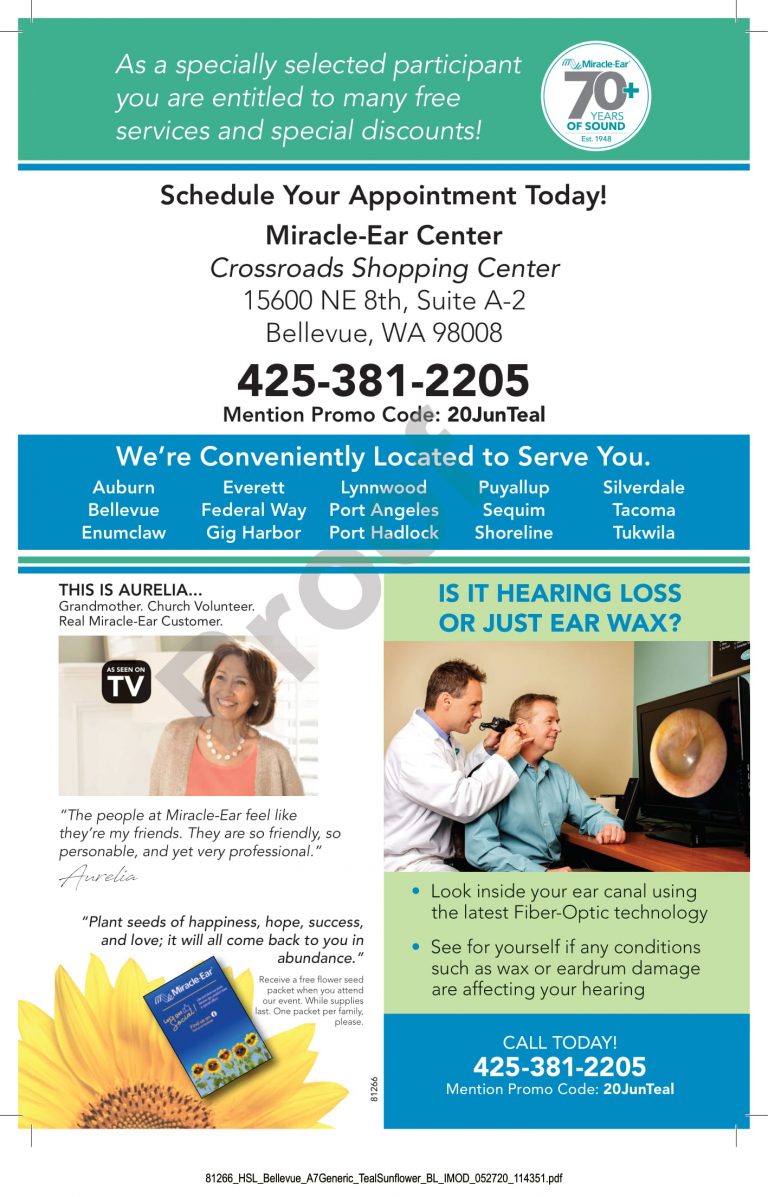 As a specially selected participant
you are entitled to many free
services and special discounts!
Miracle-Ear®
70+
YEARS
OF SOUND
Est. 1948
Schedule Your Appointment Today!
Miracle-Ear Center
Crossroads Shopping Center
15600 NE 8th, Suite A-2
Bellevue, WA 98008
425-381-2205
Mention Promo Code: 20JunTeal
We’re Conveniently Located to Serve You.
Auburn Everett Lynnwood Puyallup Silverdale
Bellevue Federal Way Port Angeles Sequim Tacoma
Enumclaw Gig Harbor Port Hadlock Shoreline Tukwila
Proof
THIS IS AURELIA...
Grandmother. Church Volunteer.
Real Miracle-Ear Customer.
AS SEEN ON
TV
“The people at Miracle-Ear feel like
they’re my friends. They are so friendly, so
personable, and yet very professional.”
Aurelia
“Plant seeds of happiness, hope, success,
and love; it will all come back to you in
abundance.”
Receive a free flower seed
packet when you attend
our event. While supplies
last. One packet per family,
please.
Miracle-Ear®
Let's get Social!
Find us on
81266
IS IT HEARING LOSS
OR JUST EAR WAX?
• Look inside your ear canal using
the latest Fiber-Optic technology
• See for yourself if any conditions
such as wax or eardrum damage
are affecting your hearing
CALL TODAY!
425-381-2205
Mention Promo Code: 20JunTeal
81266_HSL_Bellevue_A7Generic_TealSunflower_BL_IMOD_052720_114351.pdf